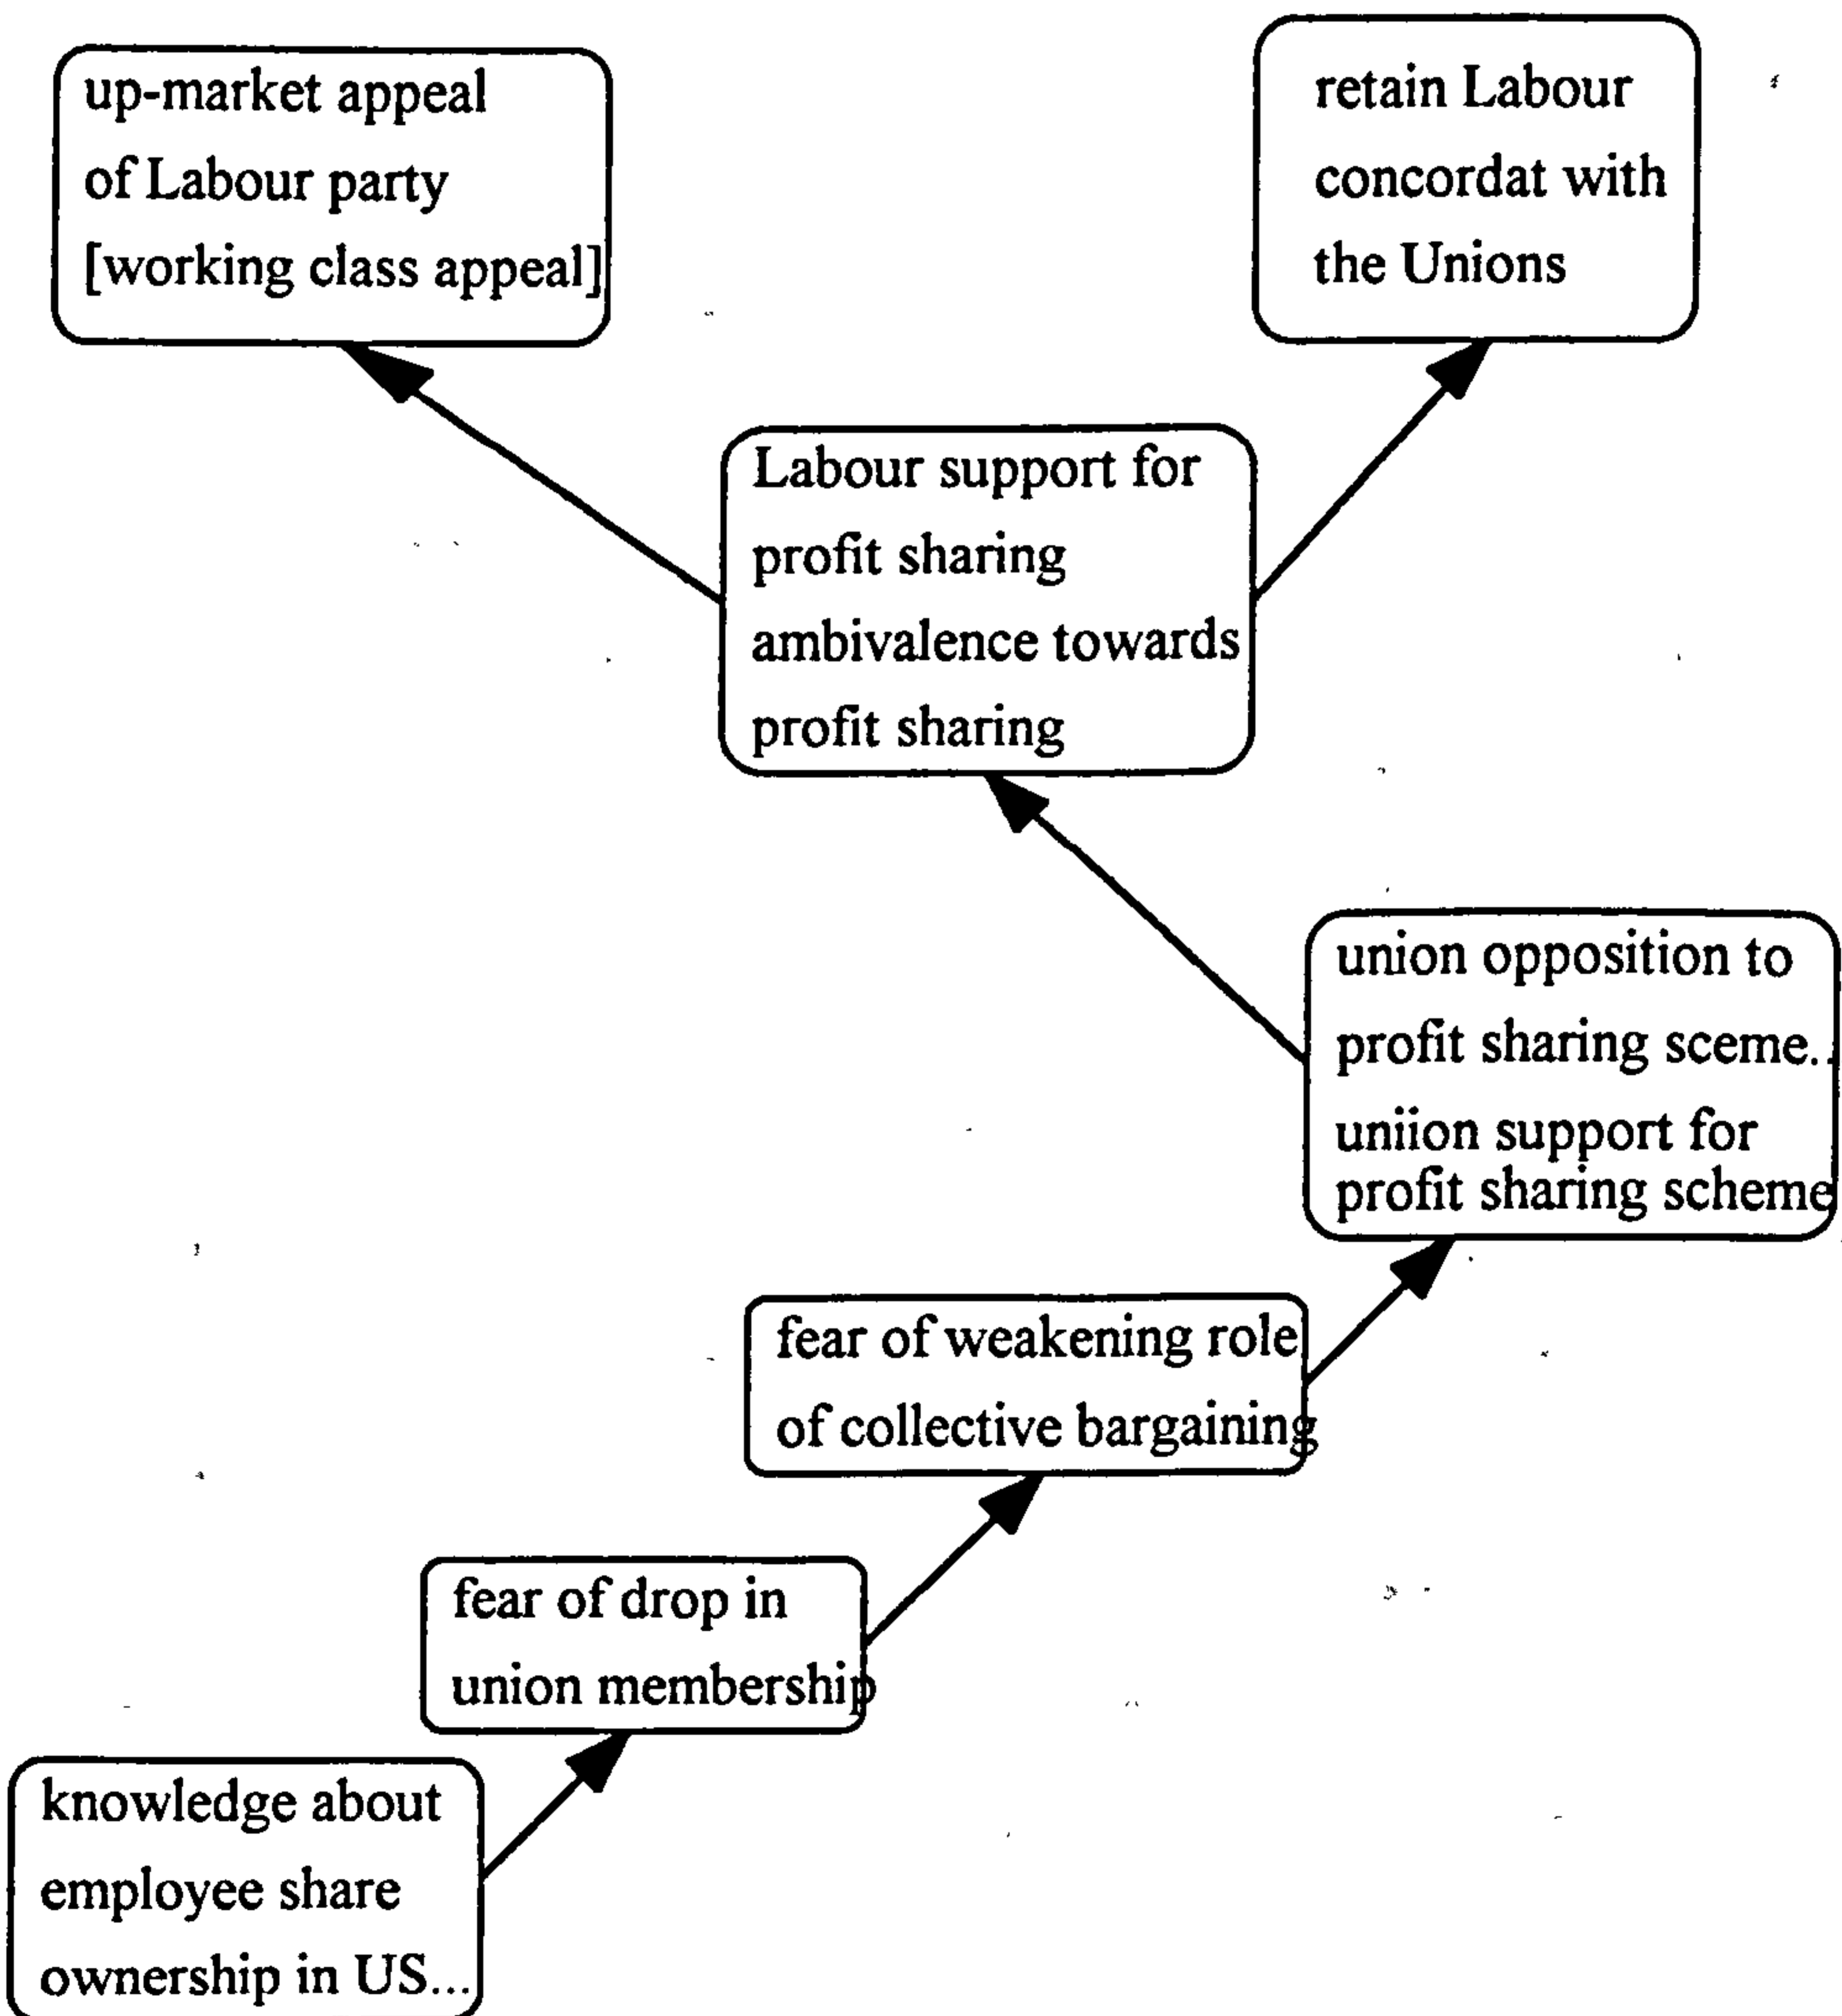 up-market appeal
of Labour party
[working class appeal]
retain Labour
concordat with
the Unions
Labour support for
profit sharing
ambivalence towards
profit sharing
union opposition to
profit sharing sceme..
uniion support for
profit sharing scheme
fear of weakening role
of collective bargaining
fear of drop in
union membership
knowledge about
employee share
ownership in US...